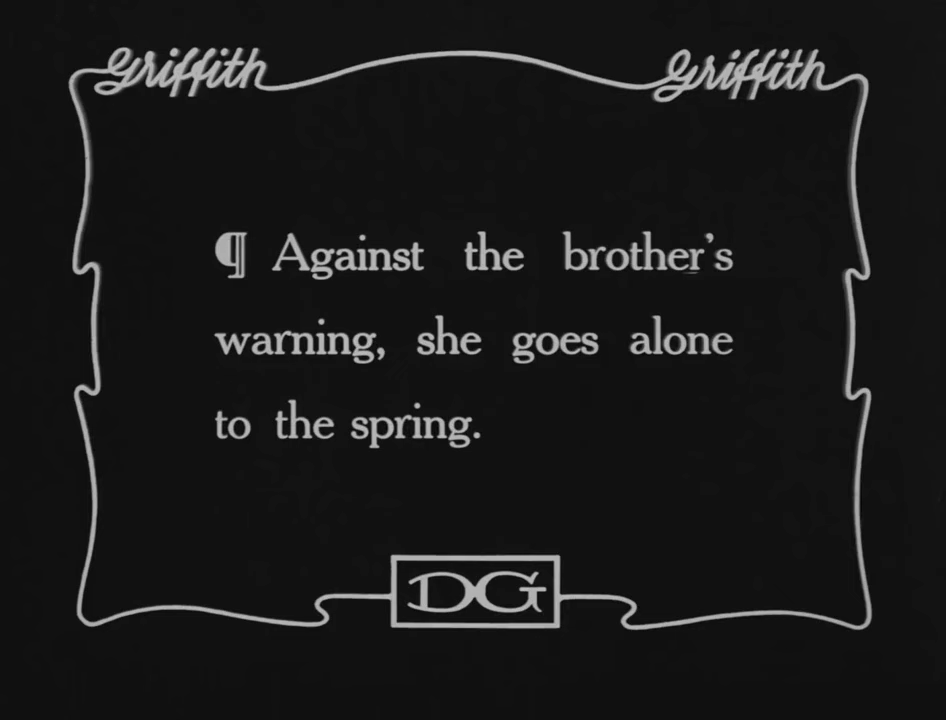 Griffith Griffith
¶ Against the brother's
warning, she goes alone
to the spring.
DG